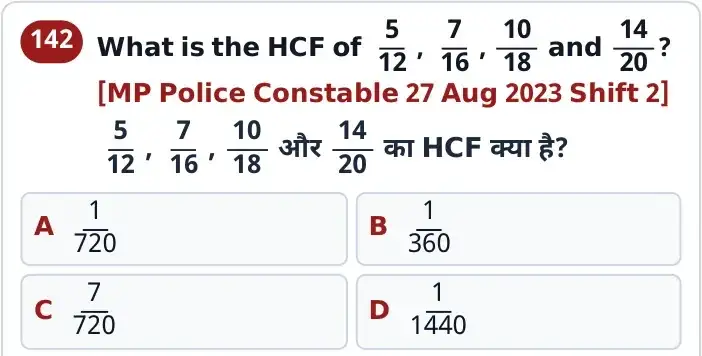 142 What is the HCF of 5/12, 7/16, 10/18 and 14/20?
[MP Police Constable 27 Aug 2023 Shift 2]
5/12, 7/16, 10/18 और 14/20 का HCF क्या है?
A 1/720 B 1/360
C 7/720 D 1/1440